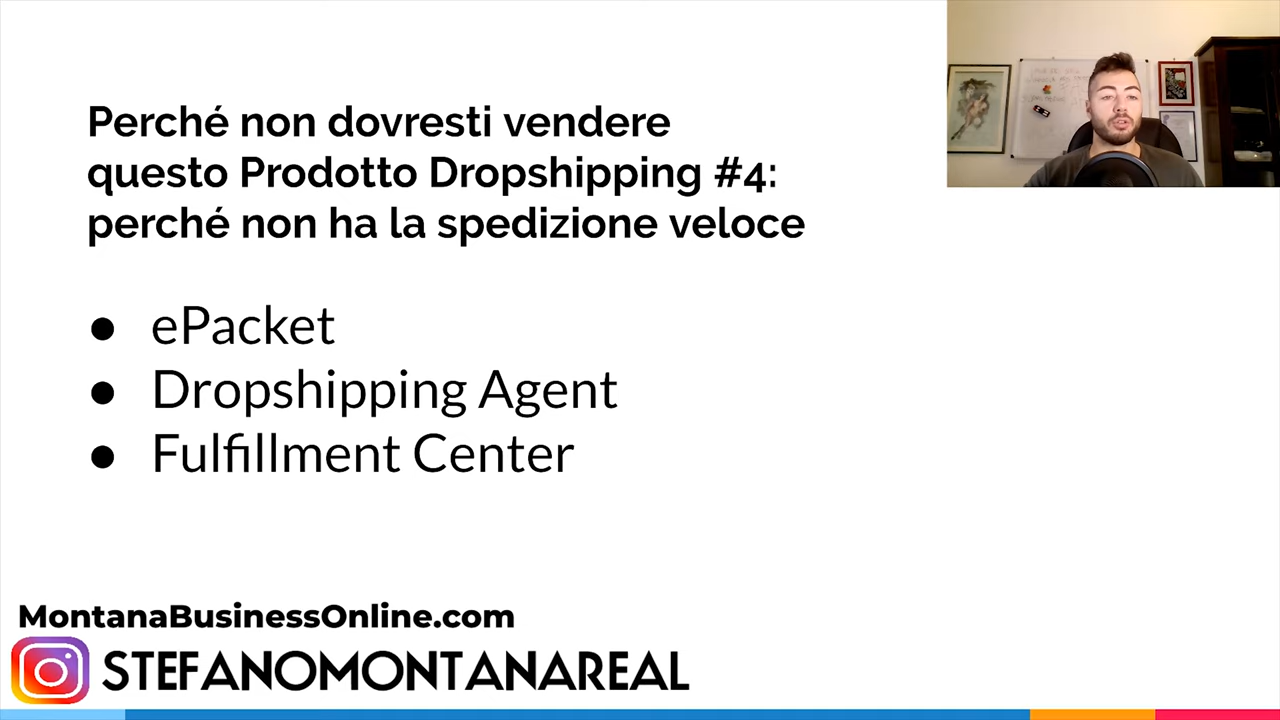 Perché non dovresti vendere
questo Prodotto Dropshipping #4:
perché non ha la spedizione veloce
● ePacket
● Dropshipping Agent
● Fulfillment Center
MontanaBusinessOnline.com
STEFANOMONTANAREAL